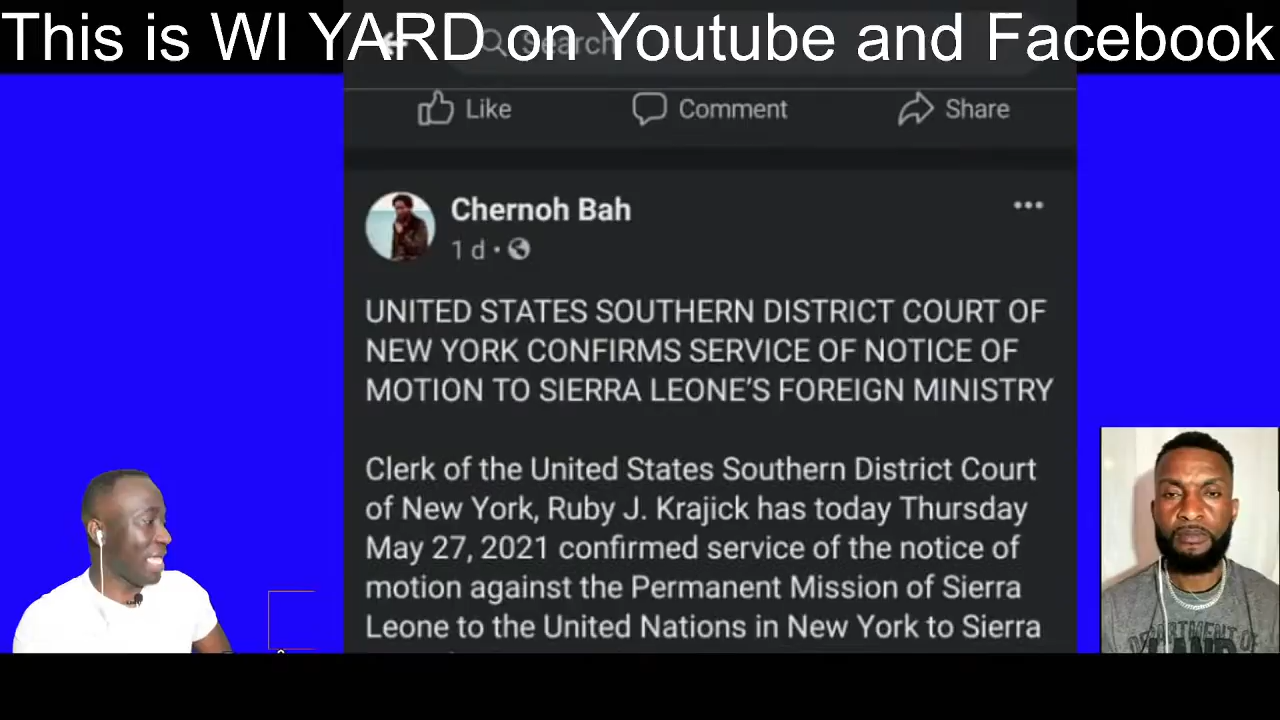 This is WI YARD on Youtube and Facebook
Search
Like Comment Share
Chernoh Bah
1 d
UNITED STATES SOUTHERN DISTRICT COURT OF
NEW YORK CONFIRMS SERVICE OF NOTICE OF
MOTION TO SIERRA LEONE’S FOREIGN MINISTRY
Clerk of the United States Southern District Court
of New York, Ruby J. Krajick has today Thursday
May 27, 2021 confirmed service of the notice of
motion against the Permanent Mission of Sierra
Leone to the United Nations in New York to Sierra
DEPARTMENT OF